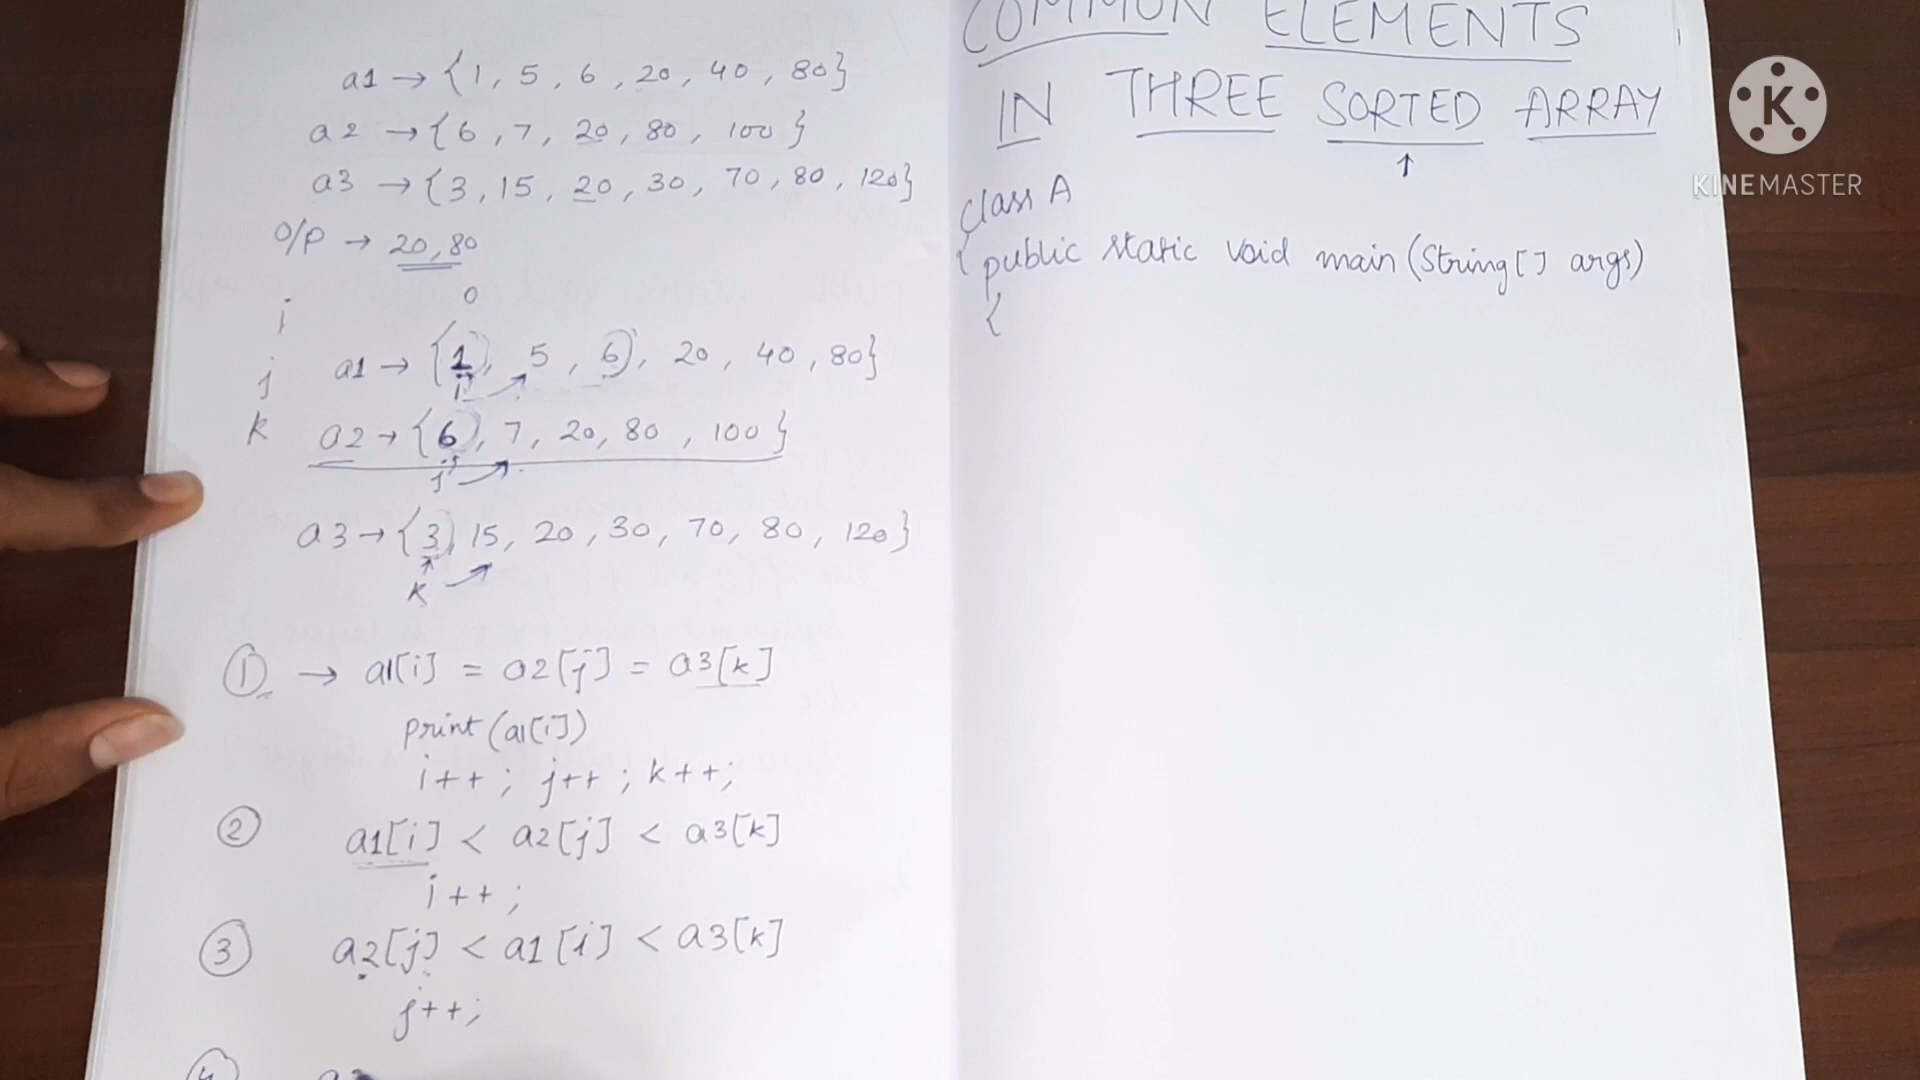 a1 → {1, 5, 6, 20, 40, 80}
a2 → {6, 7, 20, 80, 100}
a3 → {3, 15, 20, 30, 70, 80, 120}
O/P → 20, 80
0
i
a1 → {1, 5, 6, 20, 40, 80}
j
i
k
a2 → {6, 7, 20, 80, 100}
j
a3 → {3, 15, 20, 30, 70, 80, 120}
K
① → a1[i] = a2[j] = a3[k]
print(a1[i])
i++; j++; k++;
② a1[i] < a2[j] < a3[k]
i++;
③ a2[j] < a1[i] < a3[k]
j++;
④
COMMON ELEMENTS
IN THREE SORTED ARRAY
↑
class A
{ public static void main(String[] args)
{
K
KINEMASTER